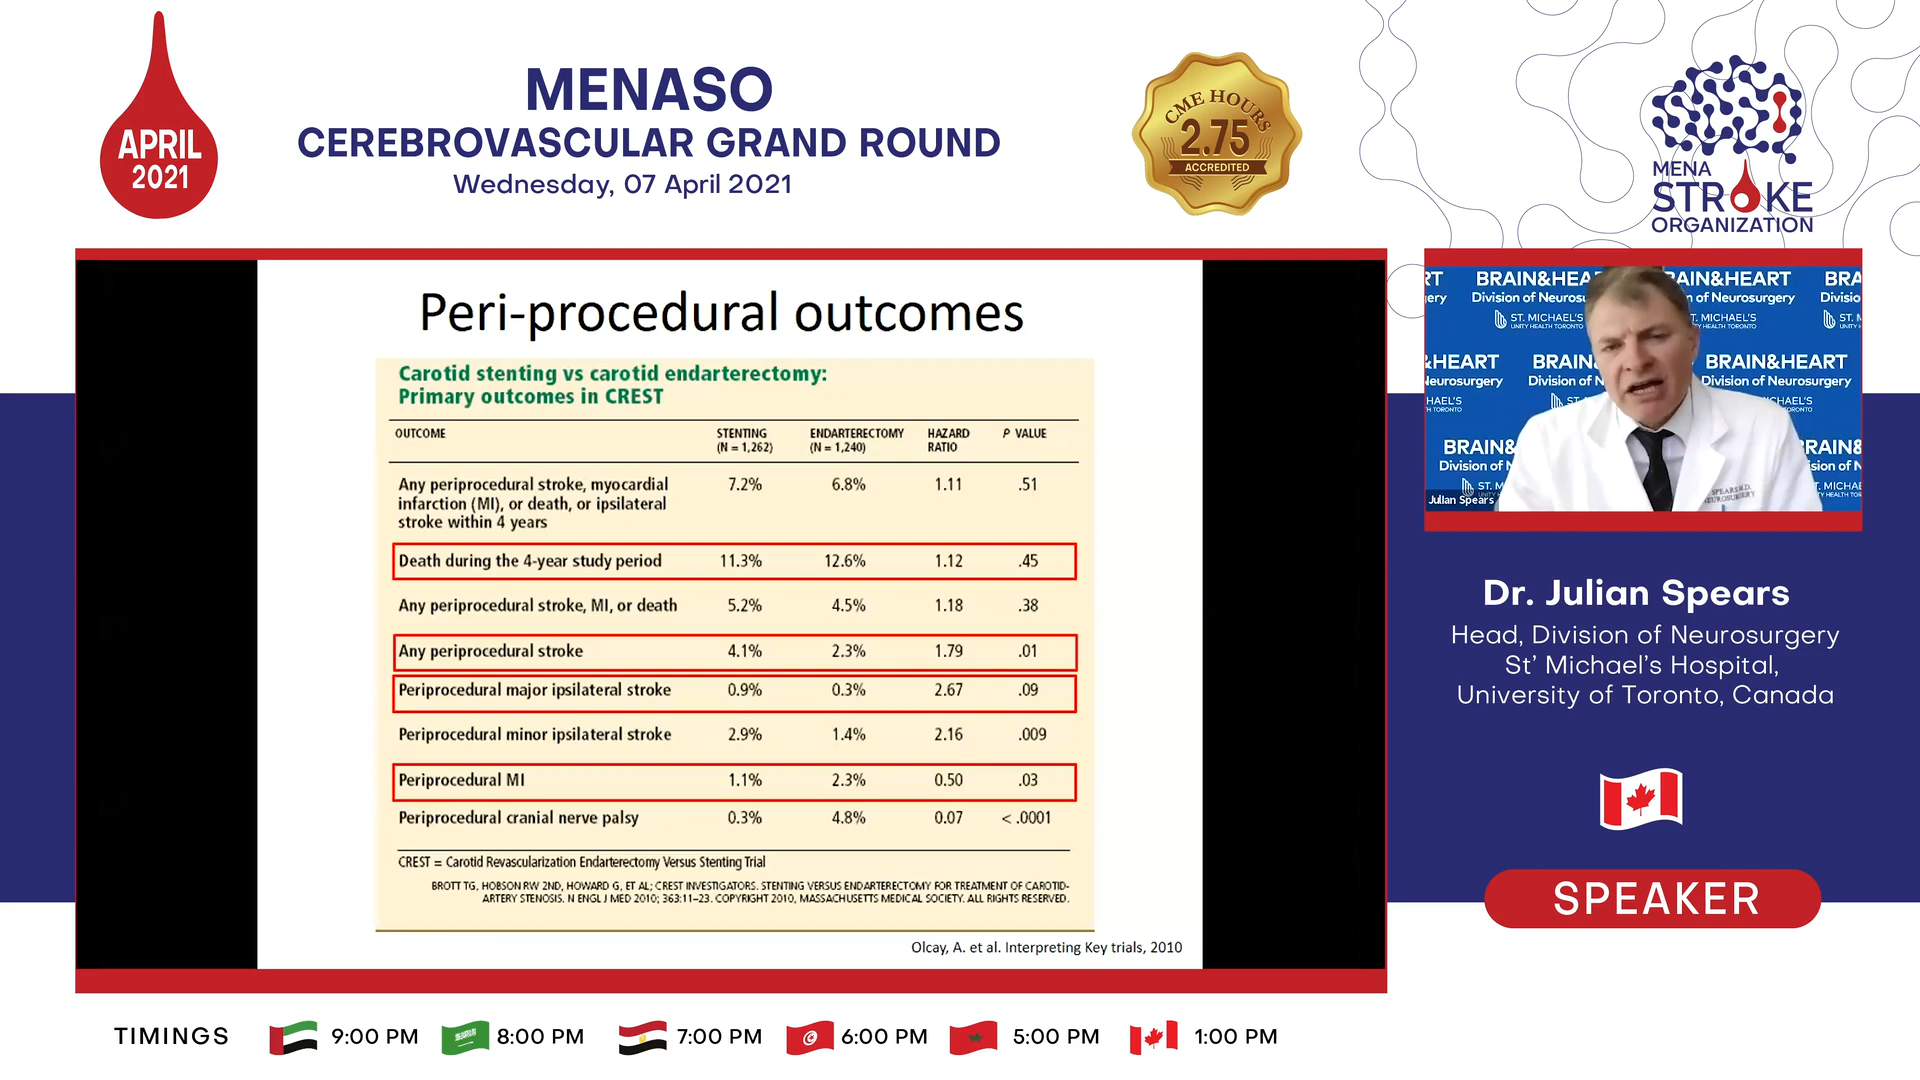 APRIL
2021
MENASO
CEREBROVASCULAR GRAND ROUND
Wednesday, 07 April 2021
CME HOURS
2.75
ACCREDITED
MENA
STROKE
ORGANIZATION
Peri-procedural outcomes
Carotid stenting vs carotid endarterectomy:
Primary outcomes in CREST
OUTCOME STENTING (N = 1,262) ENDARTERECTOMY (N = 1,240) HAZARD RATIO P VALUE
Any periprocedural stroke, myocardial 7.2% 6.8% 1.11 .51
infarction (MI), or death, or ipsilateral
stroke within 4 years
Death during the 4-year study period 11.3% 12.6% 1.12 .45
Any periprocedural stroke, MI, or death 5.2% 4.5% 1.18 .38
Any periprocedural stroke 4.1% 2.3% 1.79 .01
Periprocedural major ipsilateral stroke 0.9% 0.3% 2.67 .09
Periprocedural minor ipsilateral stroke 2.9% 1.4% 2.16 .009
Periprocedural MI 1.1% 2.3% 0.50 .03
Periprocedural cranial nerve palsy 0.3% 4.8% 0.07 < .0001
CREST = Carotid Revascularization Endarterectomy Versus Stenting Trial
BROTT TG, HOBSON RW 2ND, HOWARD G, ET AL; CREST INVESTIGATORS. STENTING VERSUS ENDARTERECTOMY FOR TREATMENT OF CAROTID-
ARTERY STENOSIS. N ENGL J MED 2010; 363:11–23. COPYRIGHT 2010, MASSACHUSETTS MEDICAL SOCIETY. ALL RIGHTS RESERVED.
Olcay, A. et al. Interpreting Key trials, 2010
BRAIN&HEART
Division of Neurosurgery
ST. MICHAEL'S
UNITY HEALTH TORONTO
Julian Spears
Dr. Julian Spears
Head, Division of Neurosurgery
St' Michael's Hospital,
University of Toronto, Canada
SPEAKER
TIMINGS 9:00 PM 8:00 PM 7:00 PM 6:00 PM 5:00 PM 1:00 PM